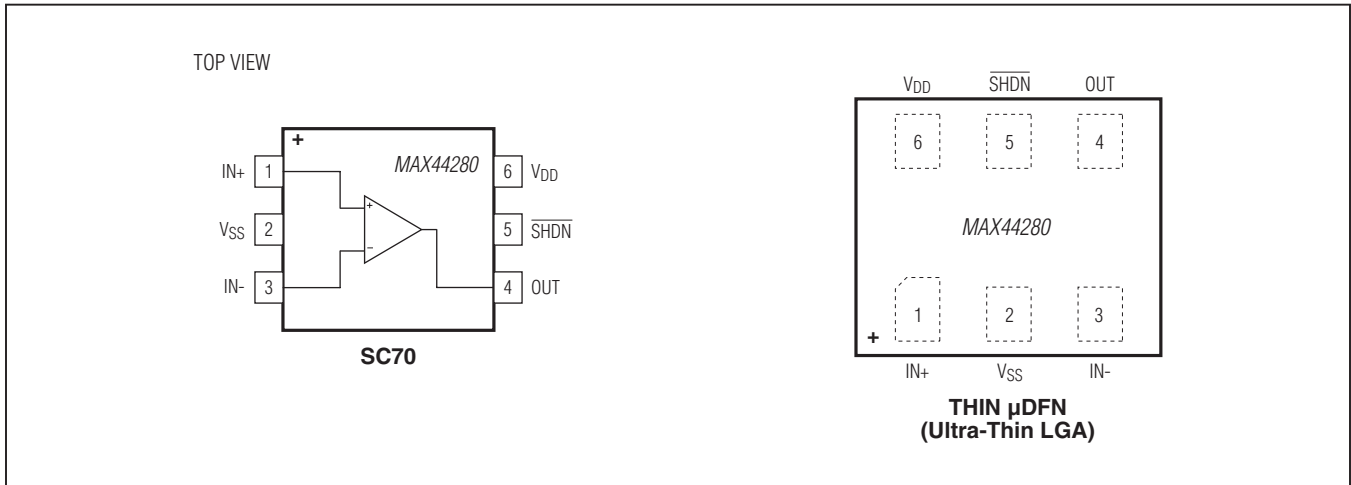 TOP VIEW
+
MAX44280
IN+ 1
6 VDD
+
VSS 2
5 SHDN
−
IN- 3
4 OUT
SC70
VDD SHDN OUT
6 5 4
MAX44280
1 2 3
+
IN+ VSS IN-
THIN µDFN
(Ultra-Thin LGA)